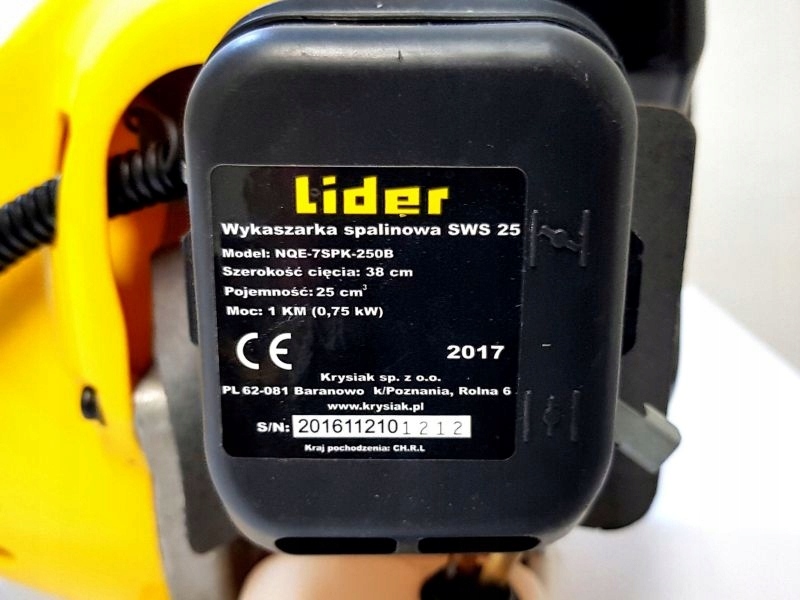 Lider
Wykaszarka spalinowa SWS 25
Model: NQE-7SPK-250B
Szerokość cięcia: 38 cm
Pojemność: 25 cm³
Moc: 1 KM (0,75 kW)
CE 2017
Krysiak sp. z o.o.
PL 62-081 Baranowo k/Poznania, Rolna 6
www.krysiak.pl
S/N: 2016112101212
Kraj pochodzenia: CH.R.L